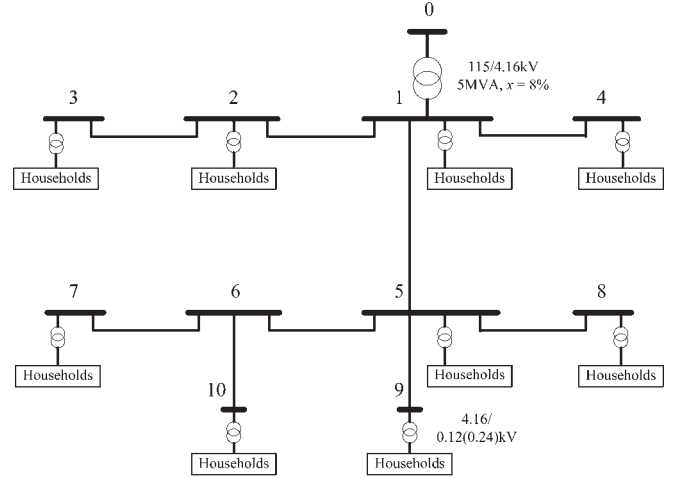 0
115/4.16kV
5MVA, x = 8%
3
2
1
4
Households
Households
Households
Households
7
6
5
8
Households
Households
Households
10
9
4.16/
0.12(0.24)kV
Households
Households